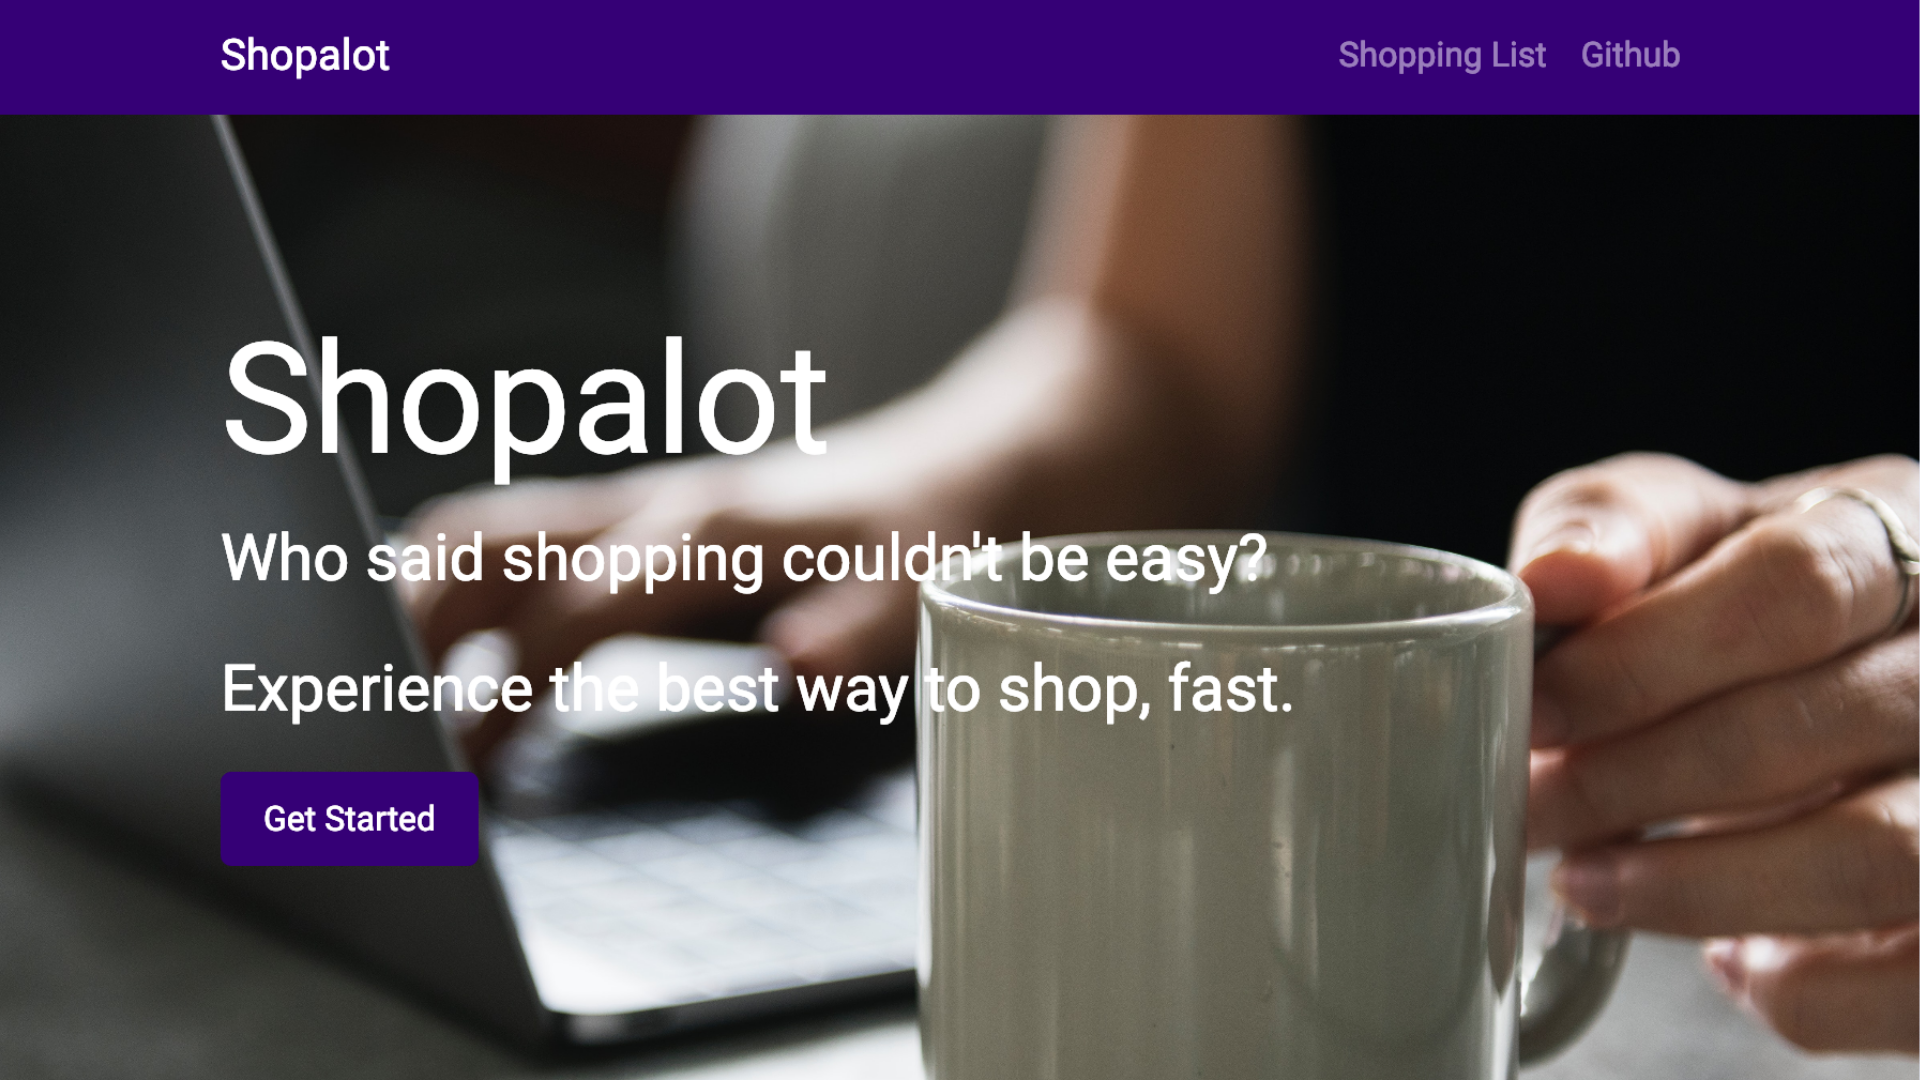 Shopalot
Shopping List Github
Shopalot
Who said shopping couldn't be easy?
Experience the best way to shop, fast.
Get Started